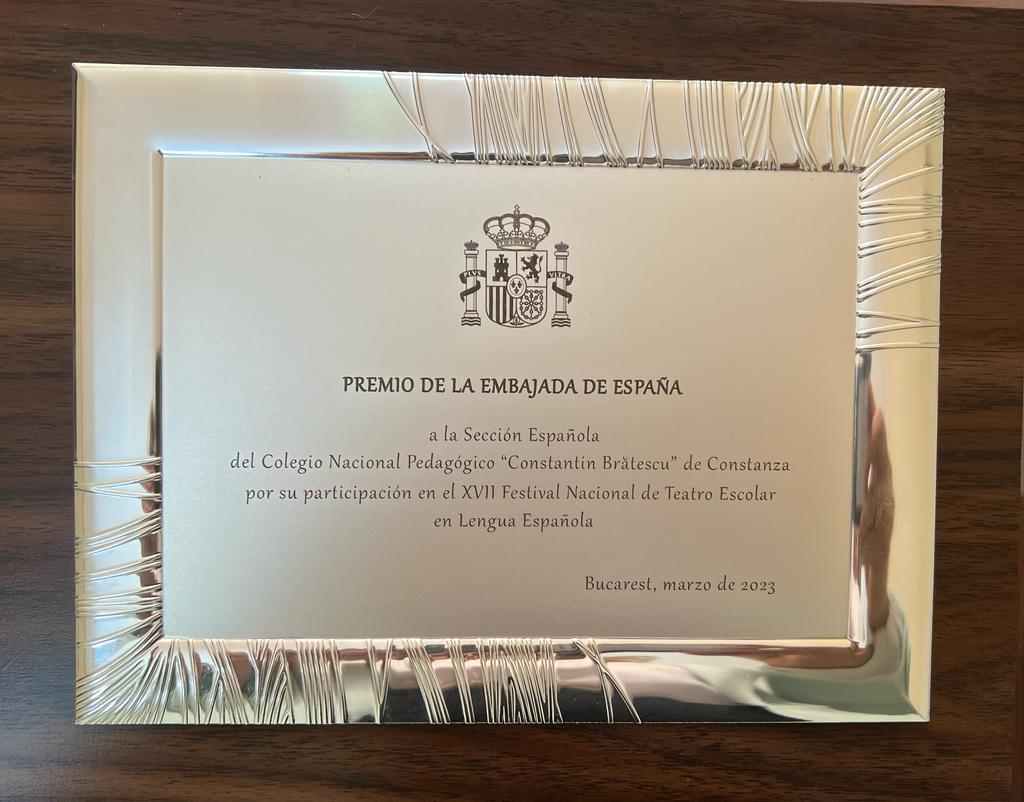 PLVS VLTRA
PREMIO DE LA EMBAJADA DE ESPAÑA
a la Sección Española
del Colegio Nacional Pedagógico “Constantin Brătescu” de Constanza
por su participación en el XVII Festival Nacional de Teatro Escolar
en Lengua Española
Bucarest, marzo de 2023